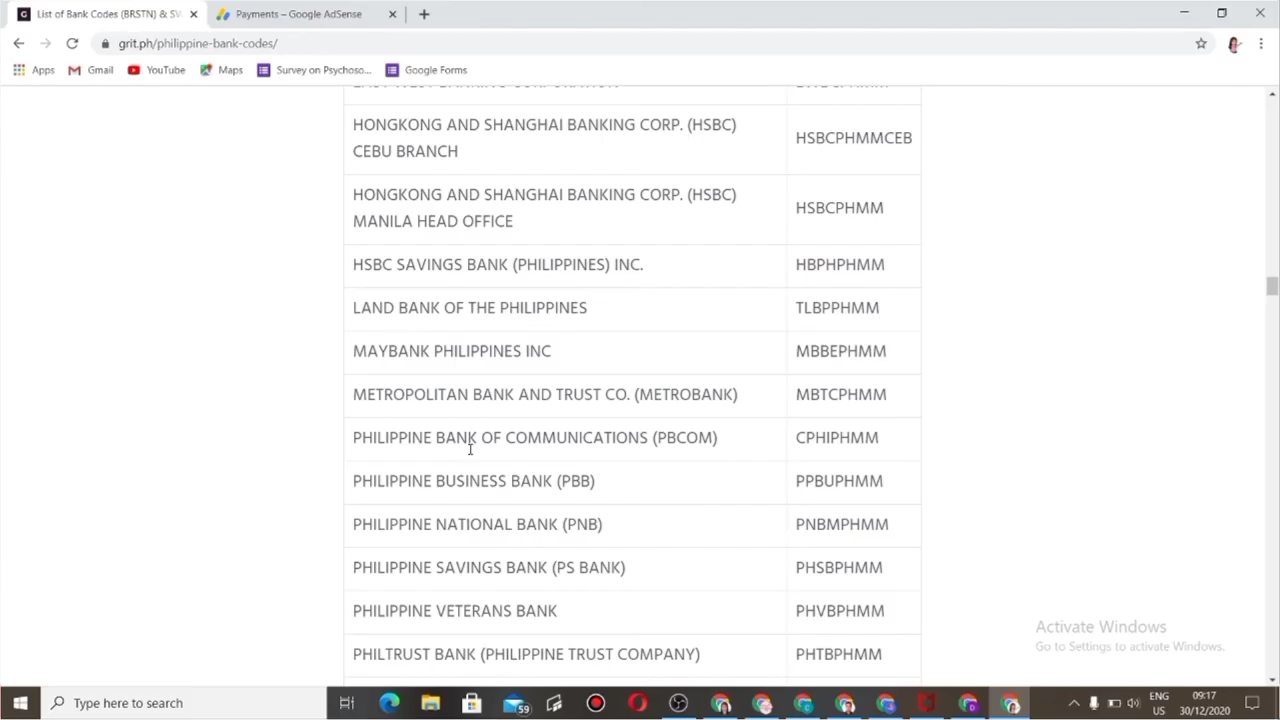 List of Bank Codes (BRSTN) & SW
Payments – Google AdSense
grit.ph/philippine-bank-codes/
Apps
Gmail
YouTube
Maps
Survey on Psychoso...
Google Forms
HONGKONG AND SHANGHAI BANKING CORP. (HSBC)
CEBU BRANCH
HSBCPHMMCEB
HONGKONG AND SHANGHAI BANKING CORP. (HSBC)
MANILA HEAD OFFICE
HSBCPHMM
HSBC SAVINGS BANK (PHILIPPINES) INC.
HBPHPHMM
LAND BANK OF THE PHILIPPINES
TLBPPHMM
MAYBANK PHILIPPINES INC
MBBEPHMM
METROPOLITAN BANK AND TRUST CO. (METROBANK)
MBTCPHMM
PHILIPPINE BANK OF COMMUNICATIONS (PBCOM)
CPHIPHMM
PHILIPPINE BUSINESS BANK (PBB)
PPBUPHMM
PHILIPPINE NATIONAL BANK (PNB)
PNBMPHMM
PHILIPPINE SAVINGS BANK (PS BANK)
PHSBPHMM
PHILIPPINE VETERANS BANK
PHVBPHMM
PHILTRUST BANK (PHILIPPINE TRUST COMPANY)
PHTBPHMM
Activate Windows
Go to Settings to activate Windows.
Type here to search
59
ENG
US
09:17
30/12/2020